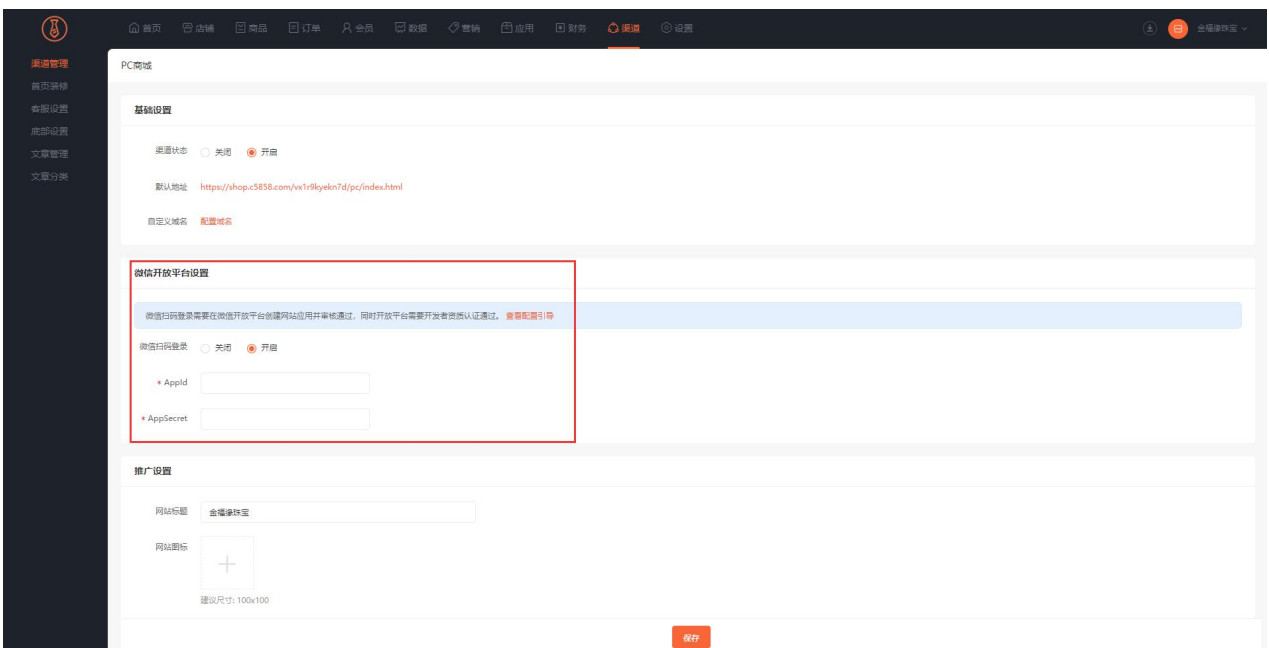 首页 店铺 商品 订单 会员 数据 营销 应用 财务 渠道 设置 金福缘珠宝
渠道管理
首页装修
客服设置
底部设置
文章管理
文章分类
PC商城
基础设置
渠道状态 关闭 开启
默认地址 https://shop.c5858.com/vx1r9kyekn7d/pc/index.html
自定义域名 配置域名
微信开放平台设置
微信扫码登录需要在微信开放平台创建网站应用并审核通过，同时开放平台需要开发者资质认证通过。 查看配置引导
微信扫码登录 关闭 开启
* AppId
* AppSecret
推广设置
网站标题 金福缘珠宝
网站图标
建议尺寸: 100x100
保存